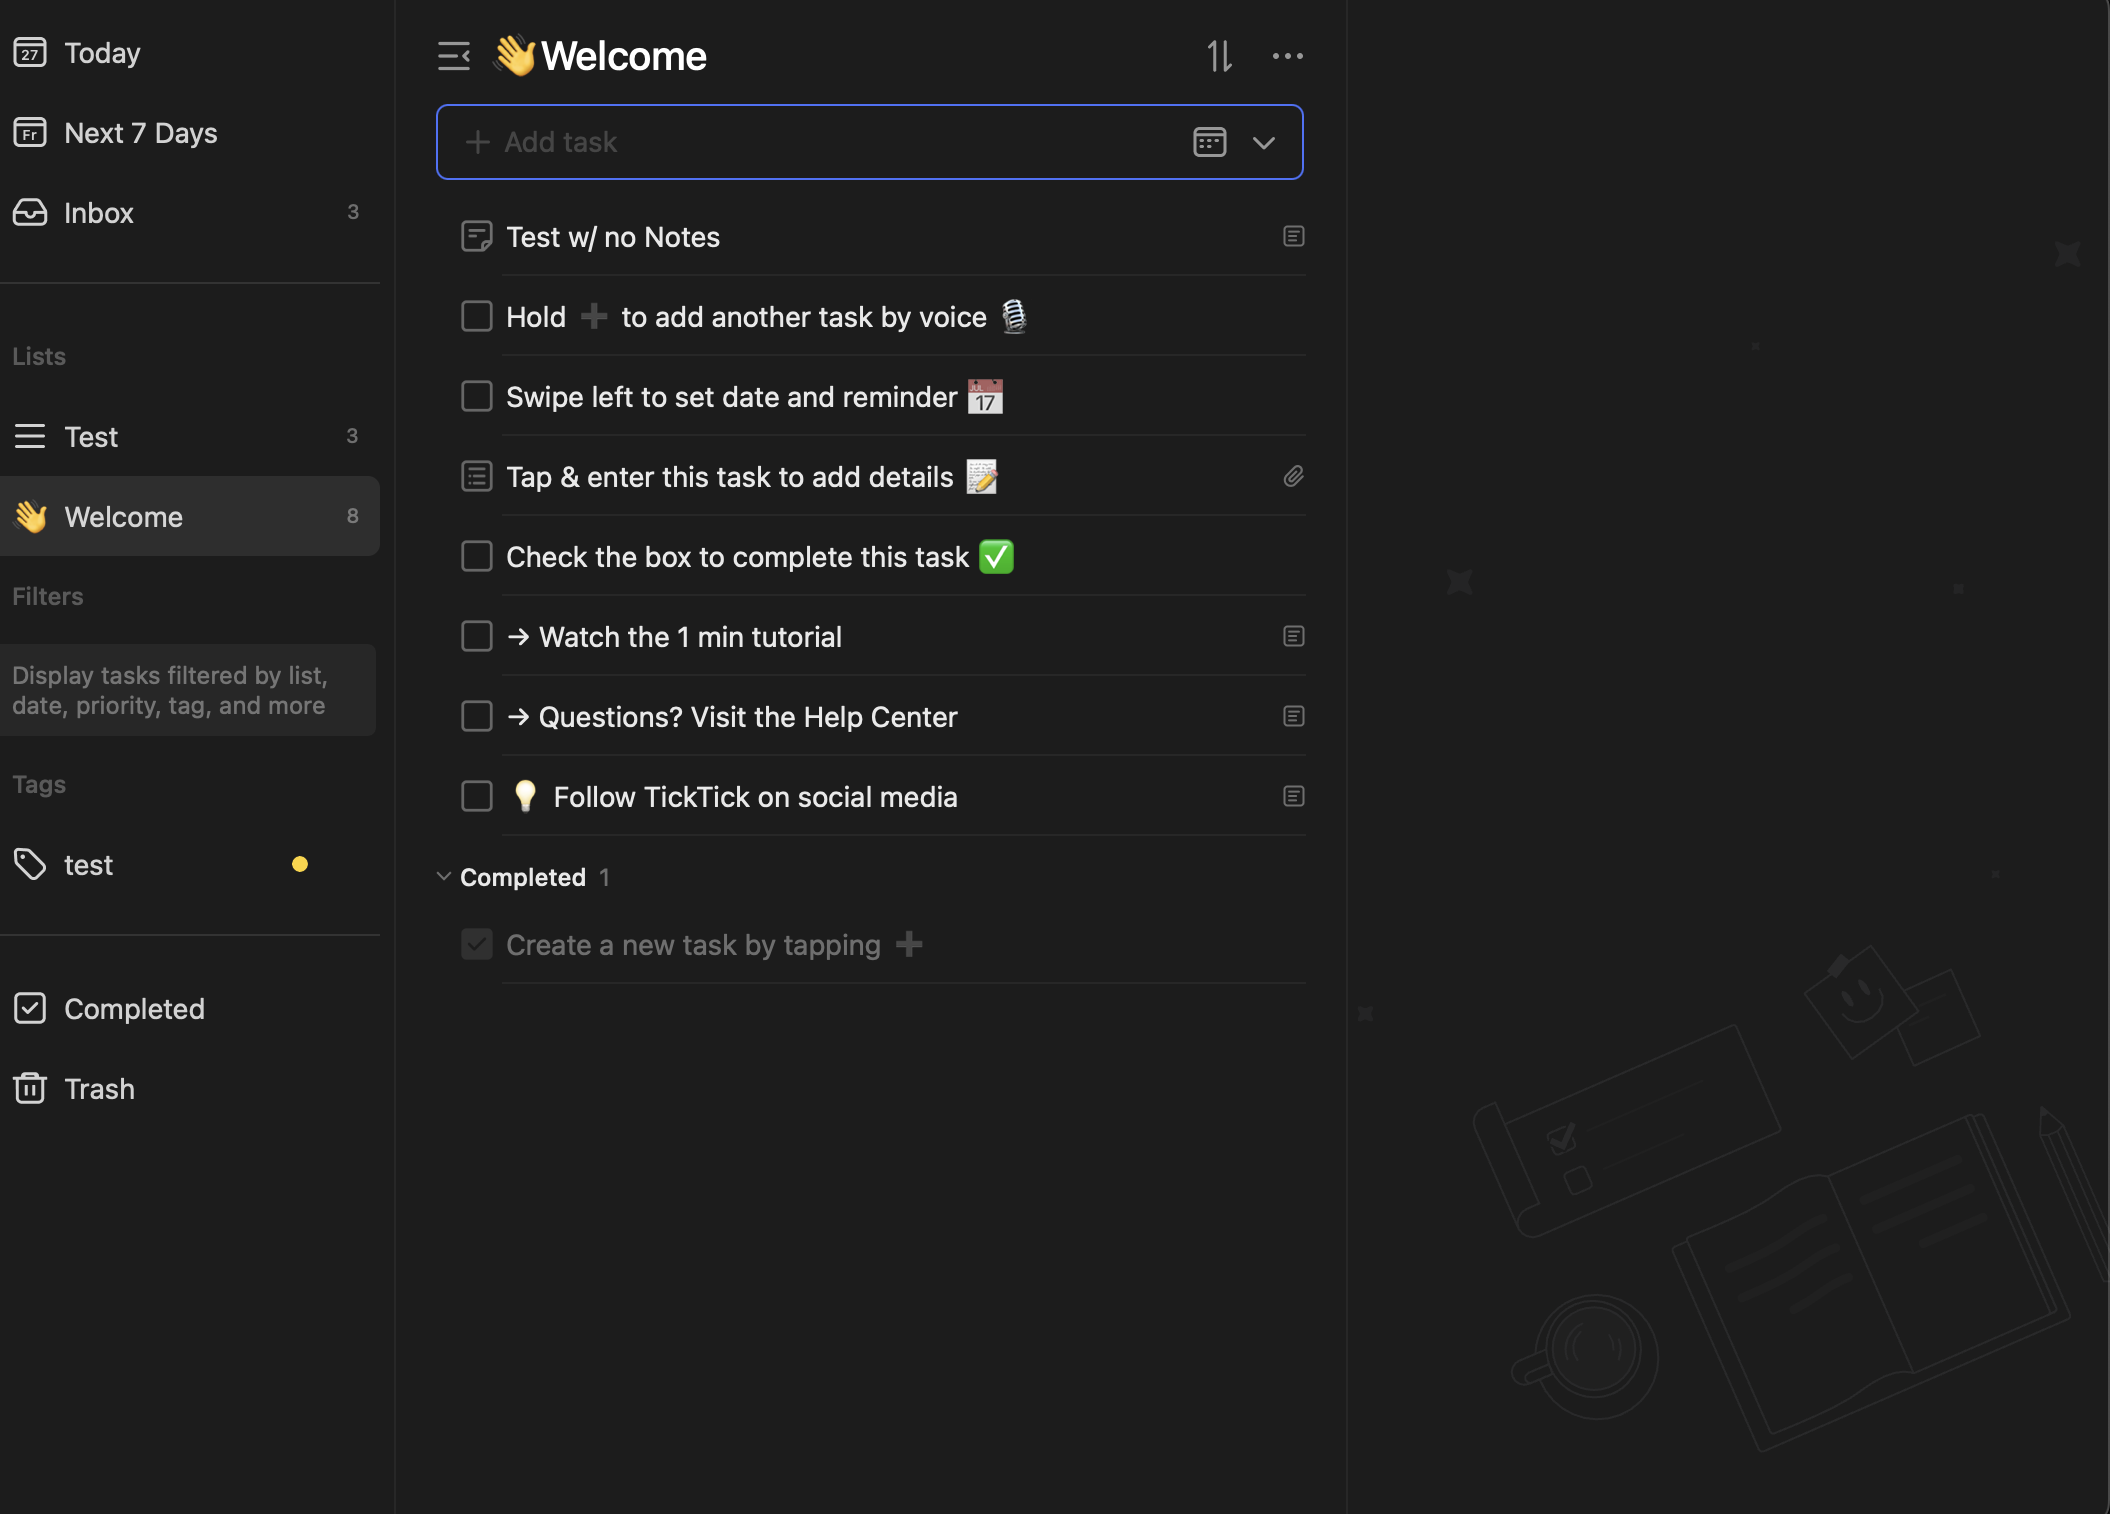 27 Today
Fr Next 7 Days
Inbox 3
Lists
Test 3
👋 Welcome 8
Filters
Display tasks filtered by list,
date, priority, tag, and more
Tags
test
Completed
Trash
👋Welcome
Add task
Test w/ no Notes
Hold ➕ to add another task by voice 🎙
Swipe left to set date and reminder 📅
Tap & enter this task to add details 📝
Check the box to complete this task ✅
→ Watch the 1 min tutorial
→ Questions? Visit the Help Center
💡 Follow TickTick on social media
Completed 1
Create a new task by tapping ➕